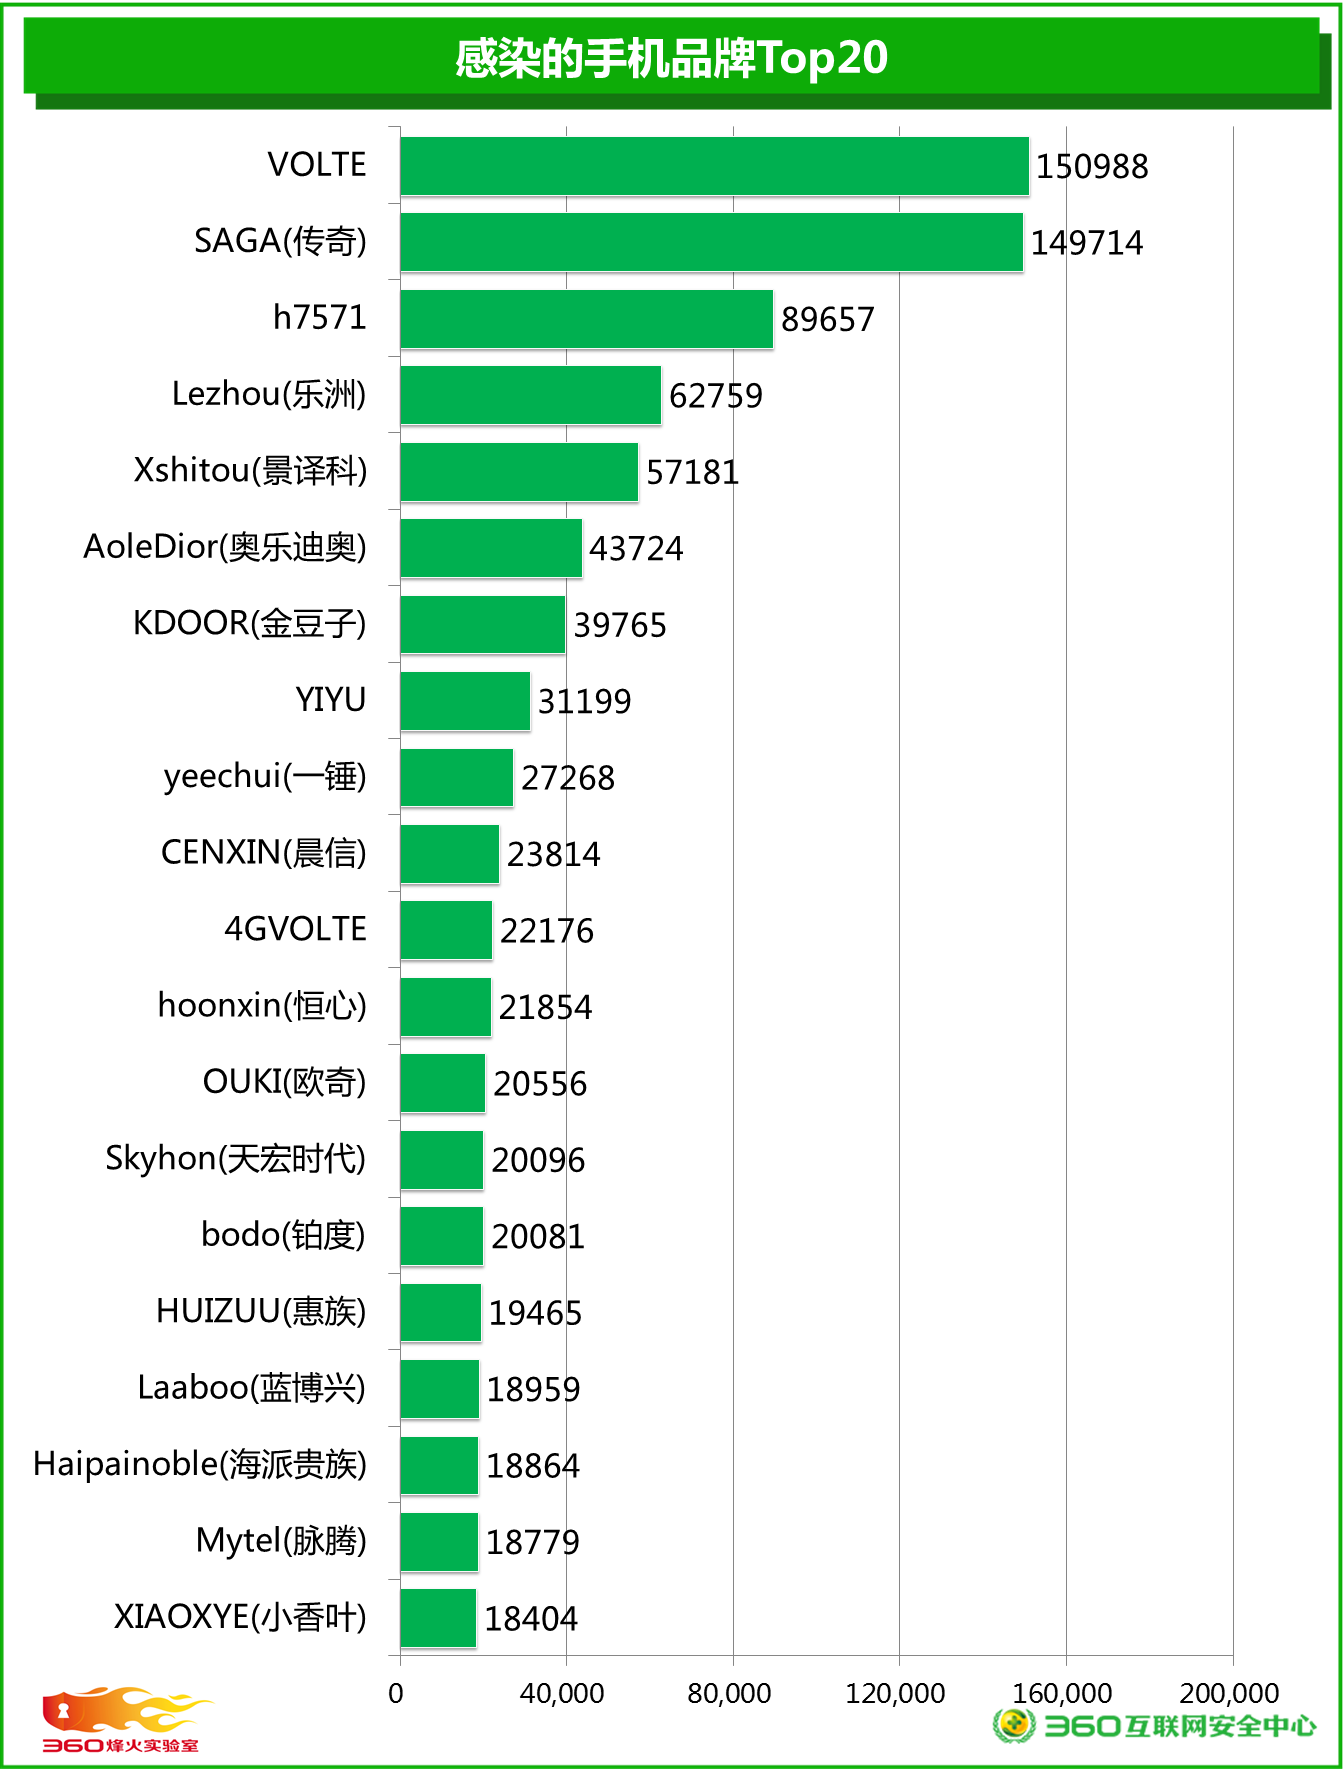 感染的手机品牌Top20
VOLTE 150988
SAGA(传奇) 149714
h7571 89657
Lezhou(乐洲) 62759
Xshitou(景译科) 57181
AoleDior(奥乐迪奥) 43724
KDOOR(金豆子) 39765
YIYU 31199
yeechui(一锤) 27268
CENXIN(晨信) 23814
4GVOLTE 22176
hoonxin(恒心) 21854
OUKI(欧奇) 20556
Skyhon(天宏时代) 20096
bodo(铂度) 20081
HUIZUU(惠族) 19465
Laaboo(蓝博兴) 18959
Haipainoble(海派贵族) 18864
Mytel(脉腾) 18779
XIAOXYE(小香叶) 18404
0 40,000 80,000 120,000 160,000 200,000
360烽火实验室
360互联网安全中心